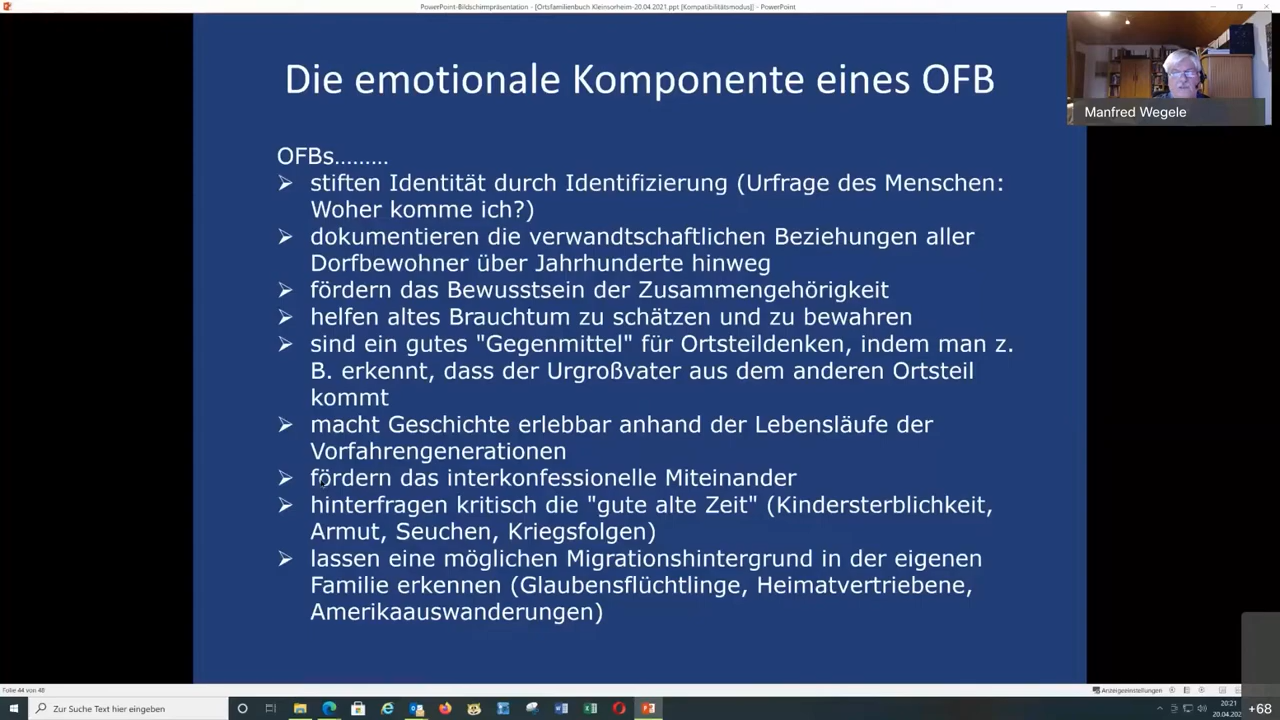 PowerPoint-Bildschirmpräsentation - [Ortsfamilienbuch Kleinsorheim-20.04.2021.ppt [Kompatibilitätsmodus]] - PowerPoint
Die emotionale Komponente eines OFB
Manfred Wegele
OFBs.........
stiften Identität durch Identifizierung (Urfrage des Menschen:
Woher komme ich?)
dokumentieren die verwandtschaftlichen Beziehungen aller
Dorfbewohner über Jahrhunderte hinweg
fördern das Bewusstsein der Zusammengehörigkeit
helfen altes Brauchtum zu schätzen und zu bewahren
sind ein gutes "Gegenmittel" für Ortsteildenken, indem man z.
B. erkennt, dass der Urgroßvater aus dem anderen Ortsteil
kommt
macht Geschichte erlebbar anhand der Lebensläufe der
Vorfahrengenerationen
fördern das interkonfessionelle Miteinander
hinterfragen kritisch die "gute alte Zeit" (Kindersterblichkeit,
Armut, Seuchen, Kriegsfolgen)
lassen eine möglichen Migrationshintergrund in der eigenen
Familie erkennen (Glaubensflüchtlinge, Heimatvertriebene,
Amerikaauswanderungen)
Folie 44 von 48
Anzeigeeinstellungen
Zur Suche Text hier eingeben
20:21
20.04.202
+68